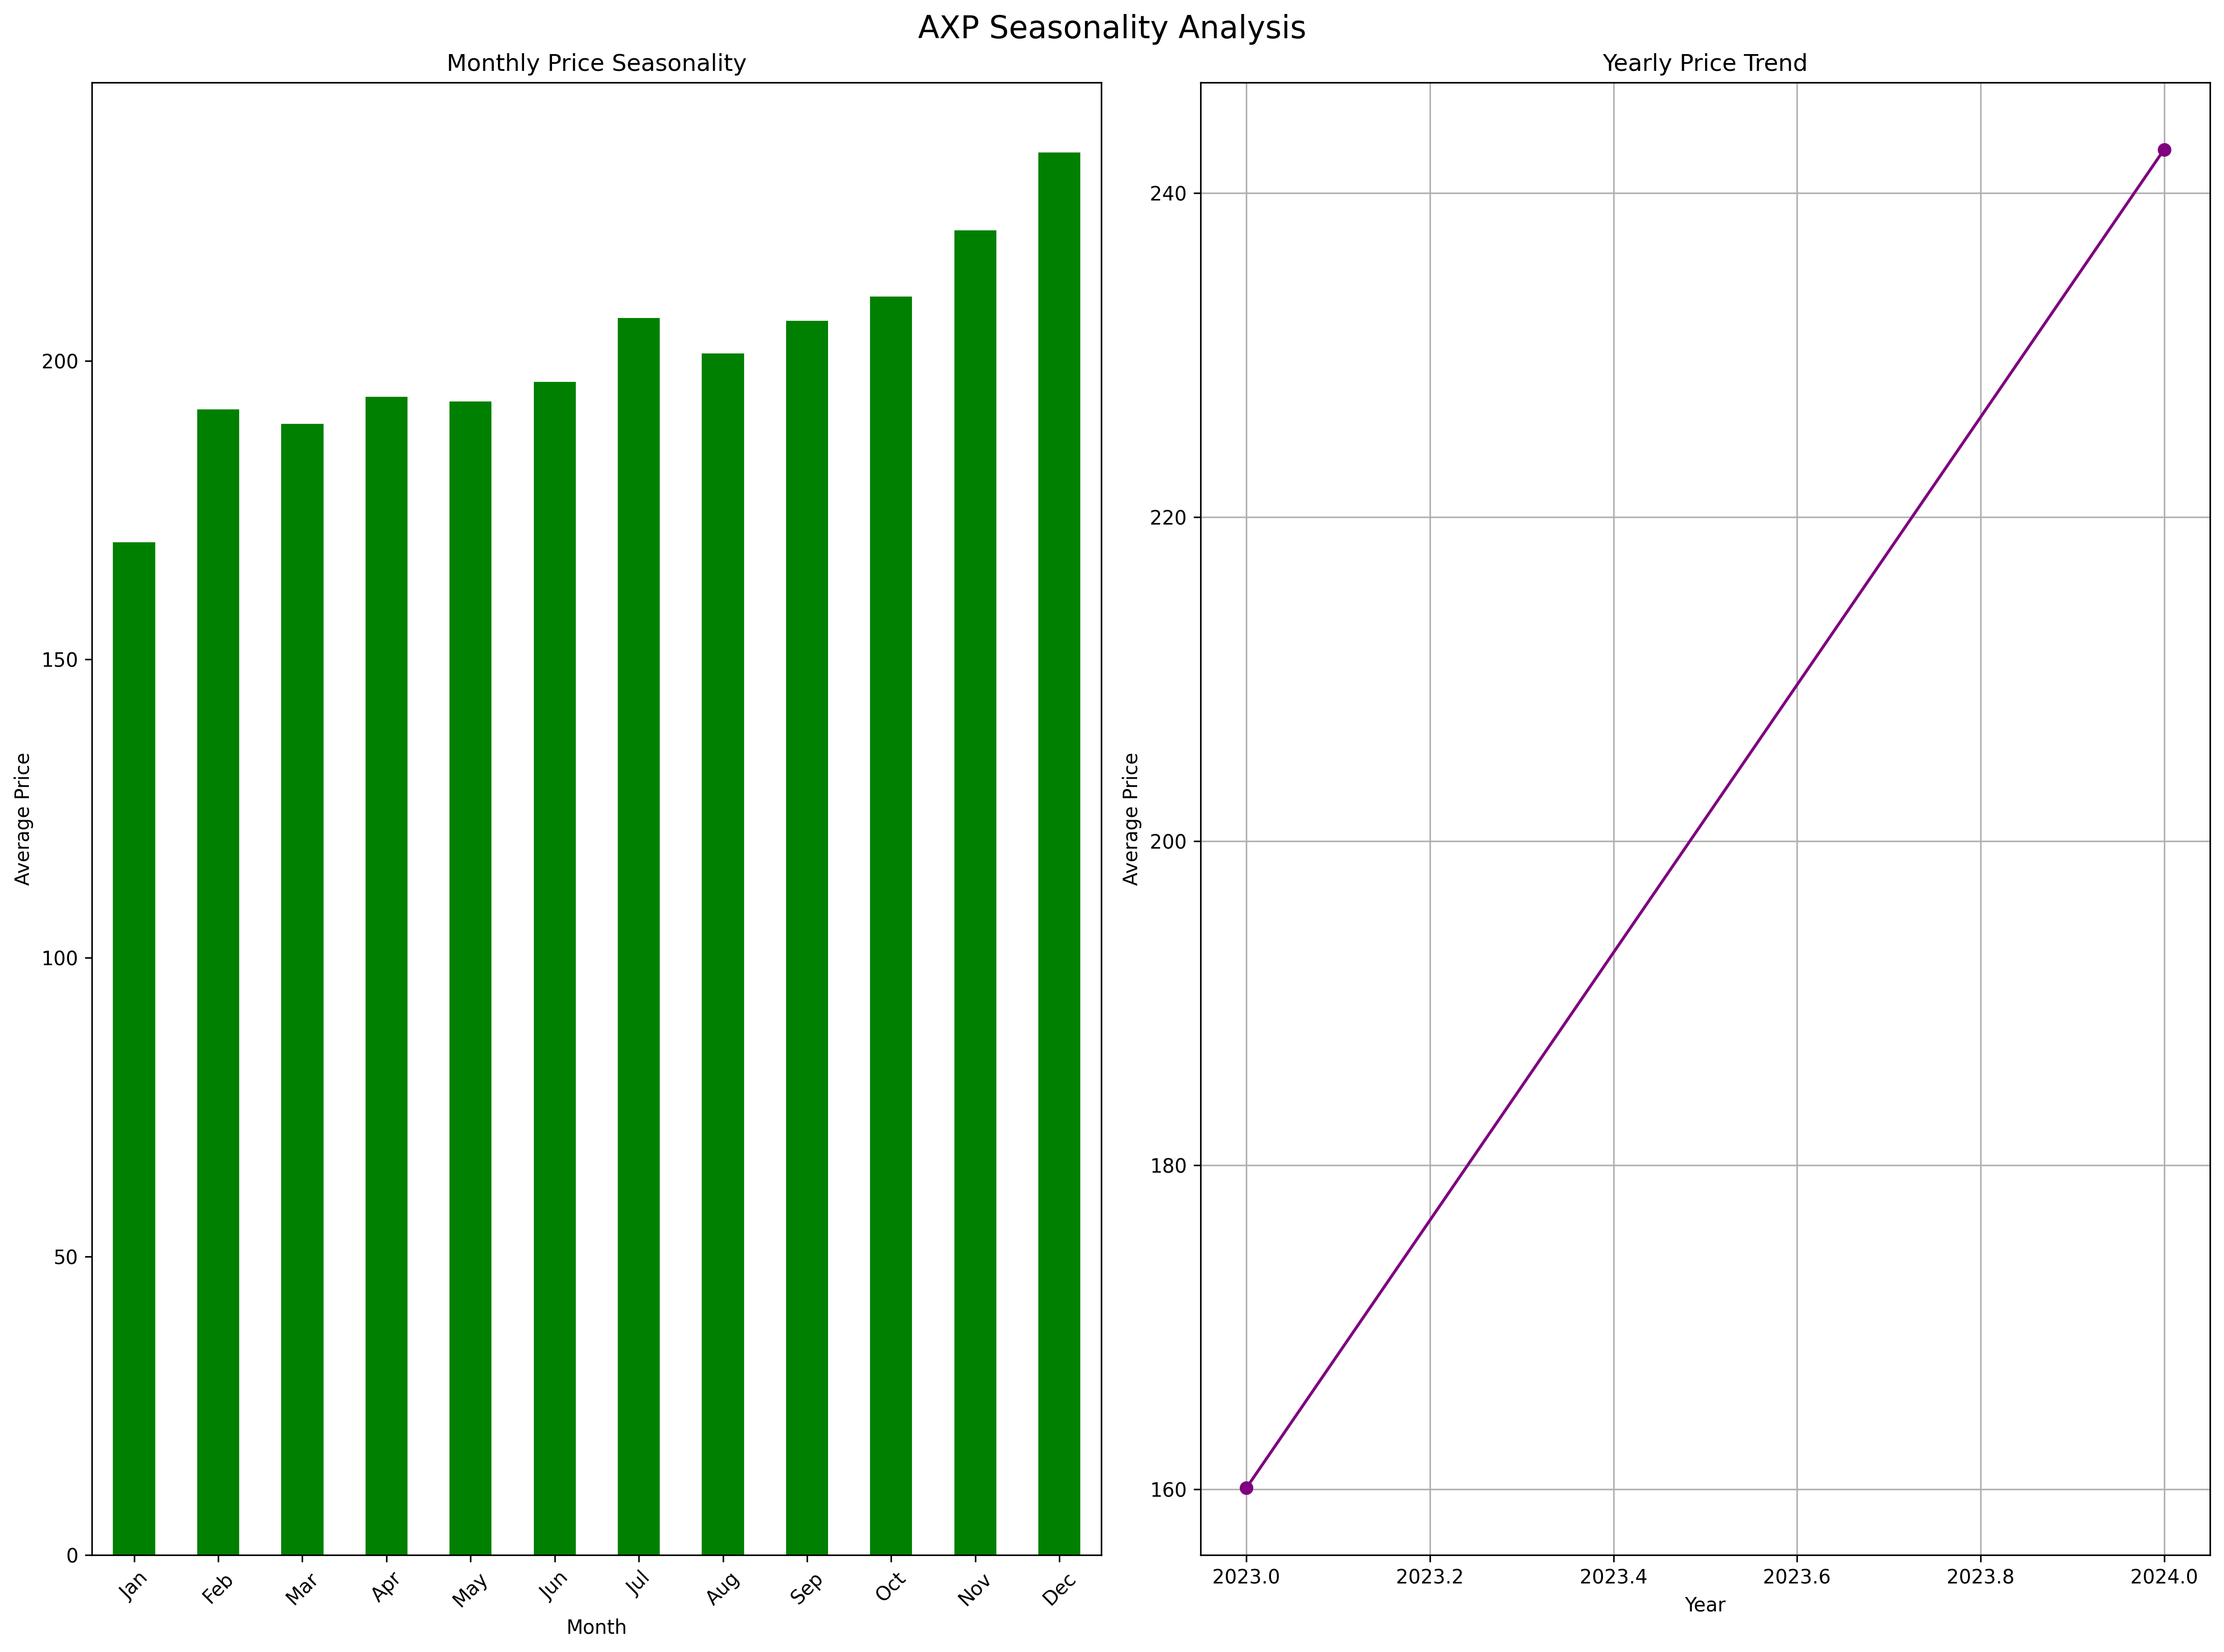 AXP Seasonality Analysis
Monthly Price Seasonality
Average Price
200
150
100
50
0
Jan
Feb
Mar
Apr
May
Jun
Jul
Aug
Sep
Oct
Nov
Dec
Month
Yearly Price Trend
Average Price
240
220
200
180
160
2023.0
2023.2
2023.4
2023.6
2023.8
2024.0
Year